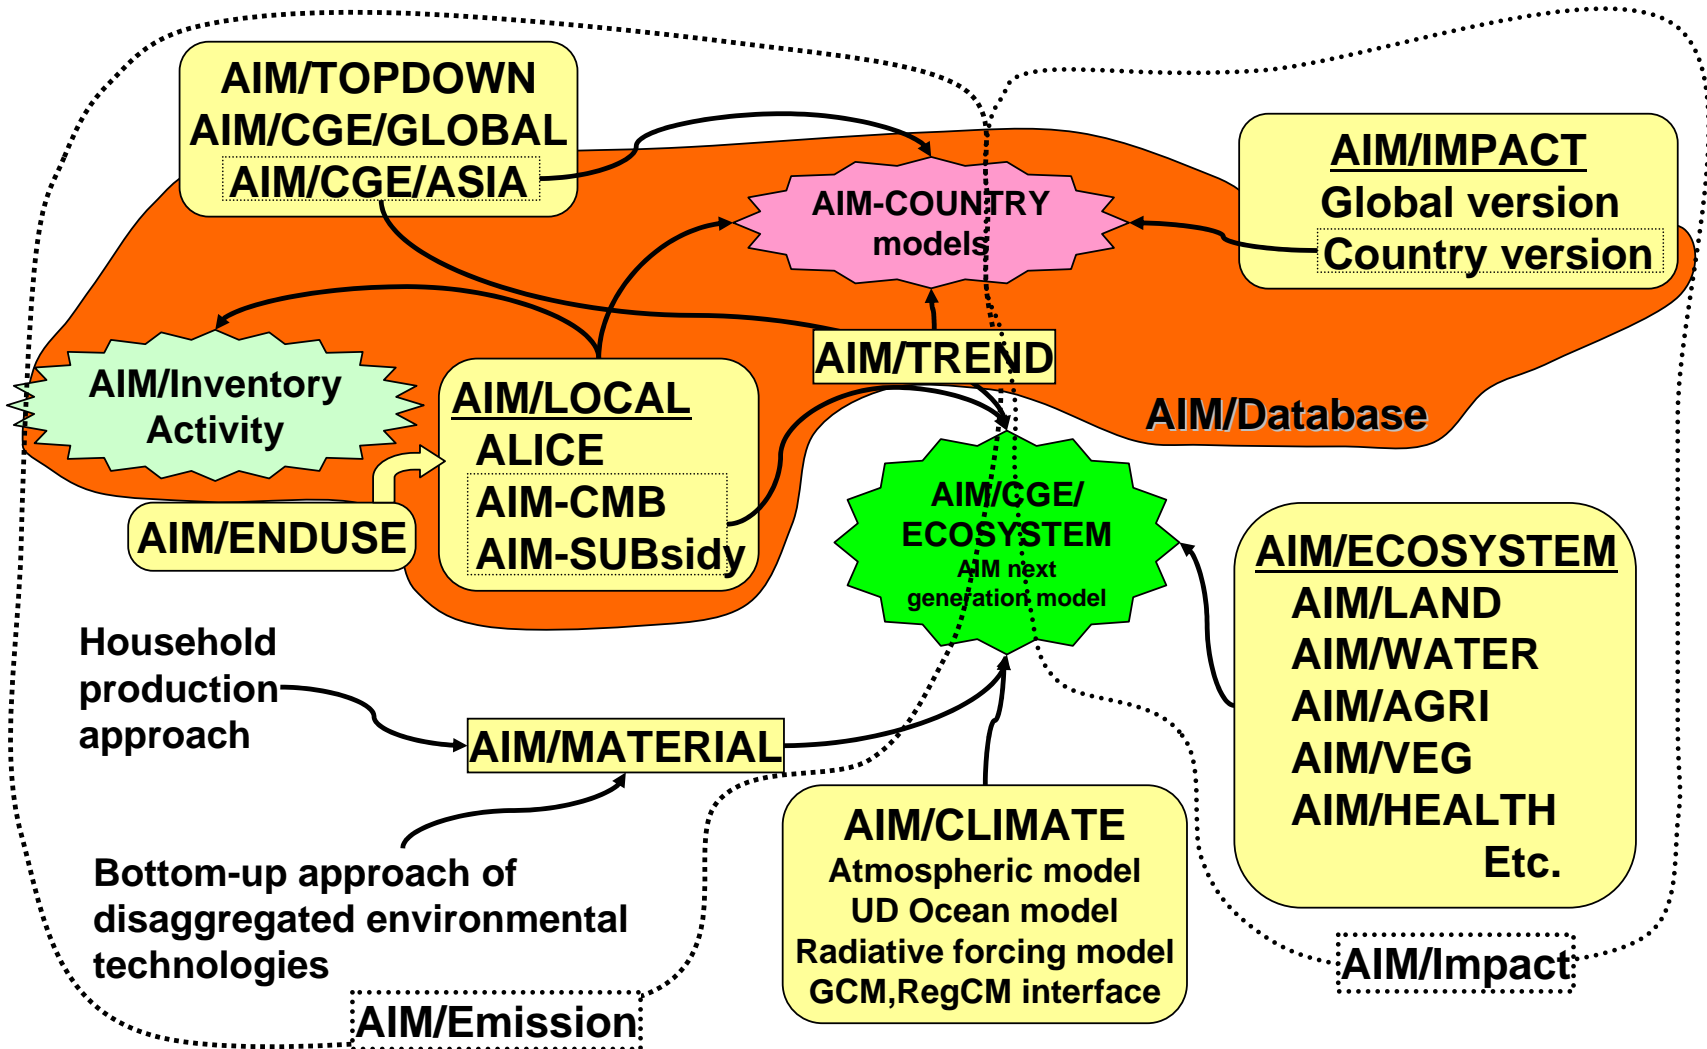 AIM/TOPDOWN
AIM/CGE/GLOBAL
AIM/CGE/ASIA
AIM-COUNTRY
models
AIM/IMPACT
Global version
Country version
AIM/TREND
AIM/Inventory
Activity
AIM/LOCAL
ALICE
AIM-CMB
AIM-SUBsidy
AIM/Database
AIM/ENDUSE
AIM/CGE/
ECOSYSTEM
AIM next
generation model
AIM/ECOSYSTEM
AIM/LAND
AIM/WATER
AIM/AGRI
AIM/VEG
AIM/HEALTH
Etc.
Household
production
approach
AIM/MATERIAL
Bottom-up approach of
disaggregated environmental
technologies
AIM/CLIMATE
Atmospheric model
UD Ocean model
Radiative forcing model
GCM,RegCM interface
AIM/Impact
AIM/Emission